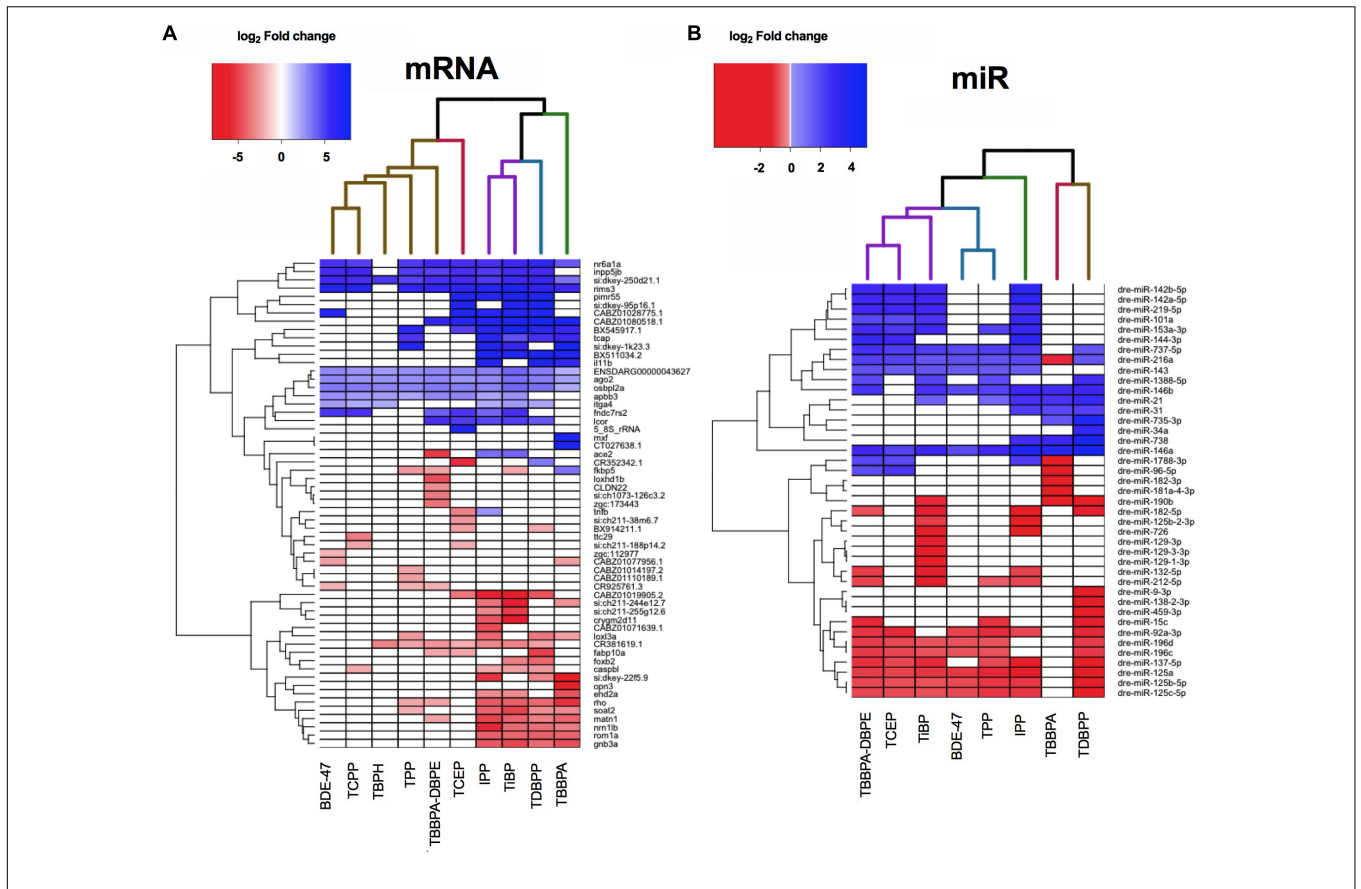 A
log2 Fold change
mRNA
-5 0 5
nr6a1a
inpp5jb
si:dkey-250d21.1
rims3
pimr55
si:dkey-95p16.1
CABZ01028775.1
CABZ01080518.1
BX545917.1
tcap
si:dkey-1k23.3
BX511034.2
il11b
ENSDARG00000043627
ago2
osbpl2a
apbb3
itga4
fndc7rs2
lcor
5_8S_rRNA
mxf
CT027638.1
ace2
CR352342.1
fkbp5
loxhd1b
CLDN22
si:ch1073-126c3.2
zgc:173443
tnfb
si:ch211-38m6.7
BX914211.1
ttc29
si:ch211-188p14.2
zgc:112977
CABZ01077956.1
CABZ01014197.2
CABZ01110189.1
CR925761.3
CABZ01019905.2
si:ch211-244e12.7
si:ch211-255g12.6
crygm2d11
CABZ01071639.1
loxl3a
CR381619.1
fabp10a
foxb2
caspbl
si:dkey-22f5.9
opn3
ehd2a
rho
soat2
matn1
nrn1lb
rom1a
gnb3a
BDE-47
TCPP
TBPH
TPP
TBBPA-DBPE
TCEP
IPP
TiBP
TDBPP
TBBPA
B
log2 Fold change
miR
-2 0 2 4
dre-miR-142b-5p
dre-miR-142a-5p
dre-miR-219-5p
dre-miR-101a
dre-miR-153a-3p
dre-miR-144-3p
dre-miR-737-5p
dre-miR-216a
dre-miR-143
dre-miR-1388-5p
dre-miR-146b
dre-miR-21
dre-miR-31
dre-miR-735-3p
dre-miR-34a
dre-miR-738
dre-miR-146a
dre-miR-1788-3p
dre-miR-96-5p
dre-miR-182-3p
dre-miR-181a-4-3p
dre-miR-190b
dre-miR-182-5p
dre-miR-125b-2-3p
dre-miR-726
dre-miR-129-3p
dre-miR-129-3-3p
dre-miR-129-1-3p
dre-miR-132-5p
dre-miR-212-5p
dre-miR-9-3p
dre-miR-138-2-3p
dre-miR-459-3p
dre-miR-15c
dre-miR-92a-3p
dre-miR-196d
dre-miR-196c
dre-miR-137-5p
dre-miR-125a
dre-miR-125b-5p
dre-miR-125c-5p
TBBPA-DBPE
TCEP
TiBP
BDE-47
TPP
IPP
TBBPA
TDBPP